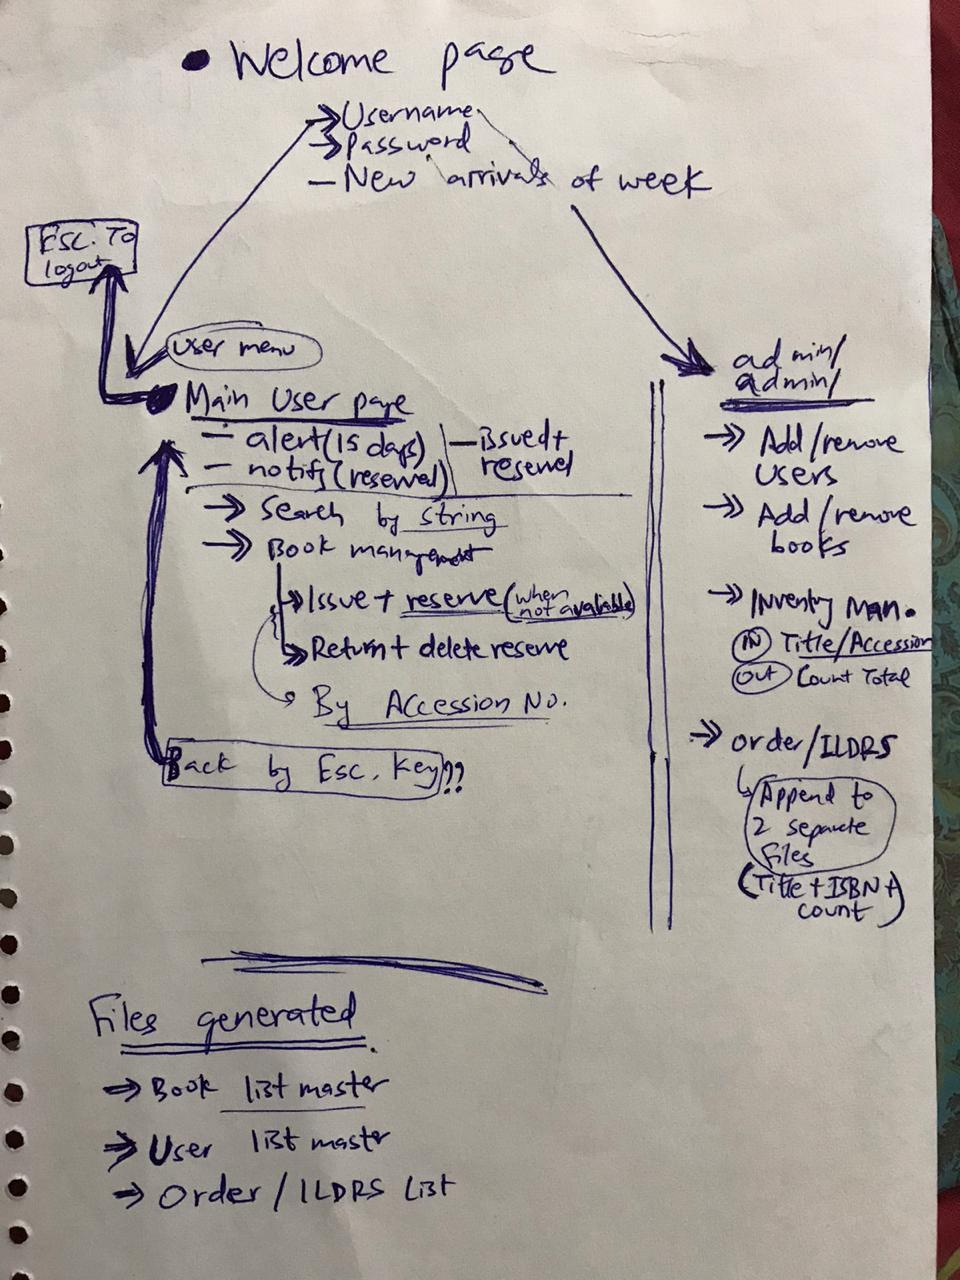 Welcome page
Username
Password
New arrivals of week
ESC. To
logout
User menu
Main User page
alert (15 days)
notify (reserved)
issued +
reserved
Search by string
Book management
Issue + reserve (when
not available)
Return + delete reserve
By Accession No.
Back by Esc. Key??
admin/
admin/
Add/remove
users
Add/remove
books
Inventry Man.
IN Title/Accession
OUT Count Total
order/ILDRS
Append to
2 separate
files
(Title + ISBN +
count)
Files generated
Book list master
User list master
Order / ILDRS List